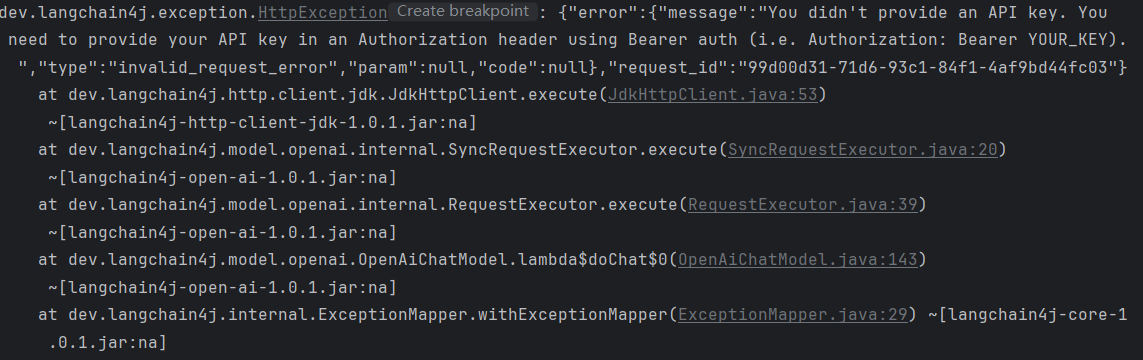 dev.langchain4j.exception.HttpException Create breakpoint : {"error":{"message":"You didn't provide an API key. You
need to provide your API key in an Authorization header using Bearer auth (i.e. Authorization: Bearer YOUR_KEY).
","type":"invalid_request_error","param":null,"code":null},"request_id":"99d00d31-71d6-93c1-84f1-4af9bd44fc03"}
at dev.langchain4j.http.client.jdk.JdkHttpClient.execute(JdkHttpClient.java:53)
~[langchain4j-http-client-jdk-1.0.1.jar:na]
at dev.langchain4j.model.openai.internal.SyncRequestExecutor.execute(SyncRequestExecutor.java:20)
~[langchain4j-open-ai-1.0.1.jar:na]
at dev.langchain4j.model.openai.internal.RequestExecutor.execute(RequestExecutor.java:39)
~[langchain4j-open-ai-1.0.1.jar:na]
at dev.langchain4j.model.openai.OpenAiChatModel.lambda$doChat$0(OpenAiChatModel.java:143)
~[langchain4j-open-ai-1.0.1.jar:na]
at dev.langchain4j.internal.ExceptionMapper.withExceptionMapper(ExceptionMapper.java:29) ~[langchain4j-core-1
.0.1.jar:na]